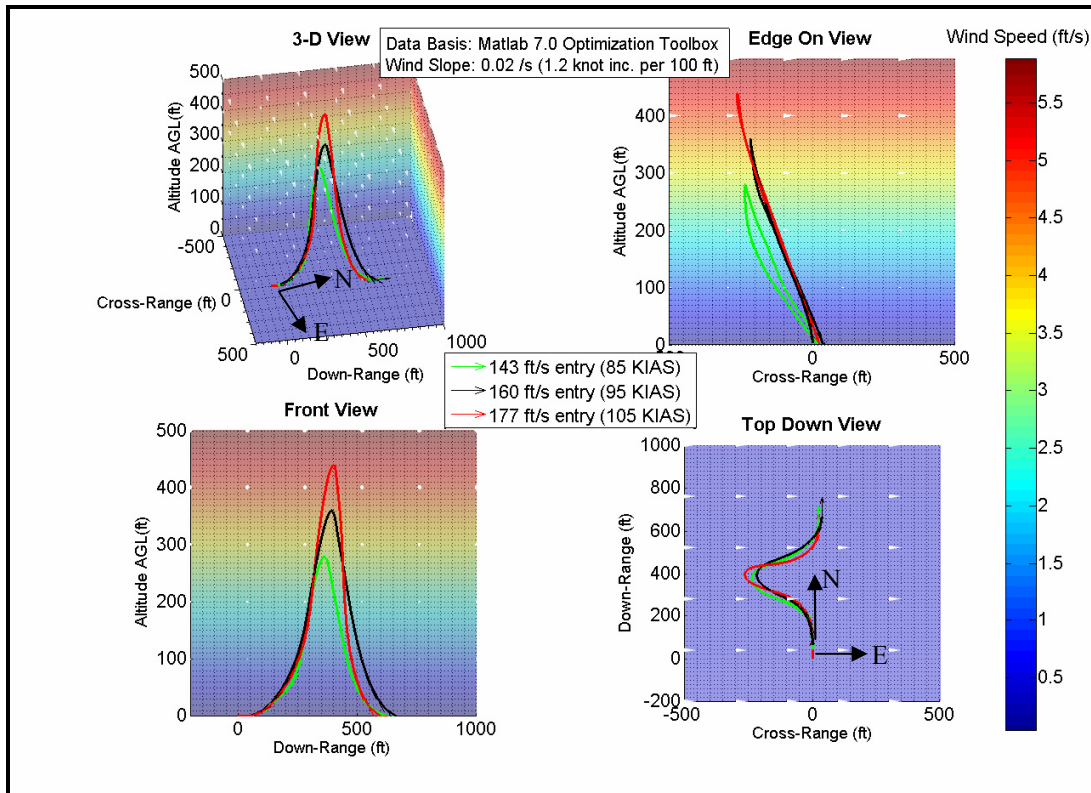 3-D View
Data Basis: Matlab 7.0 Optimization Toolbox
Wind Slope: 0.02 /s (1.2 knot inc. per 100 ft)
Altitude AGL(ft)
500
400
300
200
100
0
-500
0
500
Cross-Range (ft)
N
E
0
500
1000
Down-Range (ft)
Edge On View
Altitude AGL(ft)
400
300
200
100
0
0
500
Cross-Range (ft)
Wind Speed (ft/s)
5.5
5
4.5
4
3.5
3
2.5
2
1.5
1
0.5
143 ft/s entry (85 KIAS)
160 ft/s entry (95 KIAS)
177 ft/s entry (105 KIAS)
Front View
Altitude AGL(ft)
500
400
300
200
100
0
0
500
1000
Down-Range (ft)
Top Down View
Down-Range (ft)
1000
800
600
400
200
0
-200
N
E
-500
0
500
Cross-Range (ft)